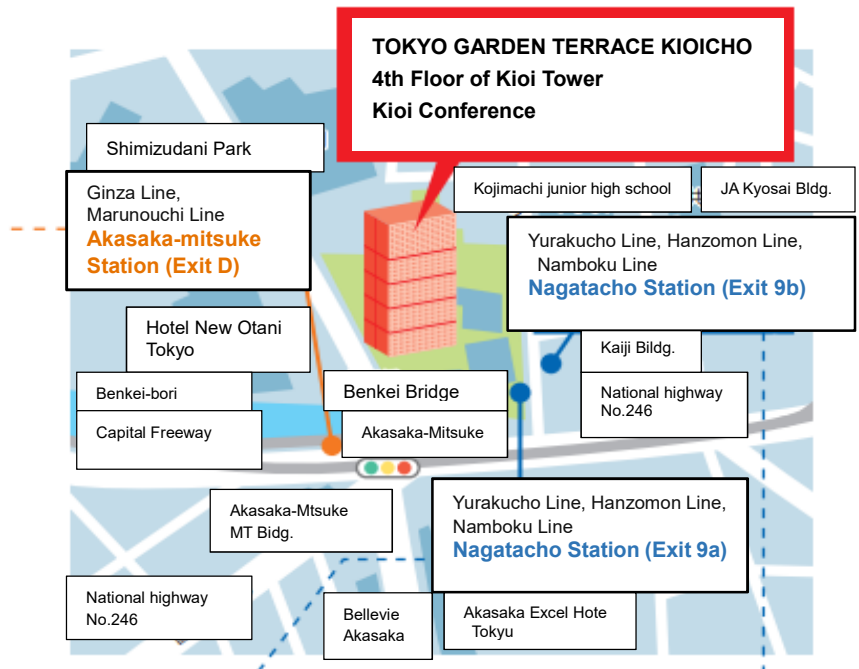 TOKYO GARDEN TERRACE KIOICHO
4th Floor of Kioi Tower
Kioi Conference
Shimizudani Park
Ginza Line,
Marunouchi Line
Akasaka-mitsuke
Station (Exit D)
Kojimachi junior high school
JA Kyosai Bldg.
Yurakucho Line, Hanzomon Line,
Namboku Line
Nagatacho Station (Exit 9b)
Hotel New Otani
Tokyo
Kaiji Bildg.
Benkei-bori
Benkei Bridge
National highway
No.246
Capital Freeway
Akasaka-Mitsuke
Akasaka-Mtsuke
MT Bidg.
Yurakucho Line, Hanzomon Line,
Namboku Line
Nagatacho Station (Exit 9a)
National highway
No.246
Bellevie
Akasaka
Akasaka Excel Hote
Tokyu